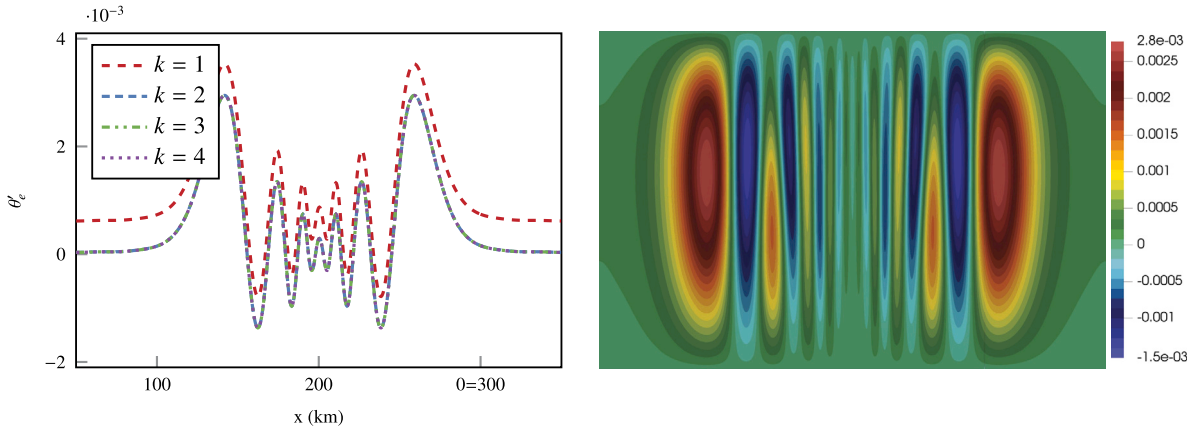 ·10⁻³
4
2
0
−2
θ′ₑ
k = 1
k = 2
k = 3
k = 4
100
200
0=300
x (km)
2.8e-03
0.0025
0.002
0.0015
0.001
0.0005
0
-0.0005
-0.001
-1.5e-03